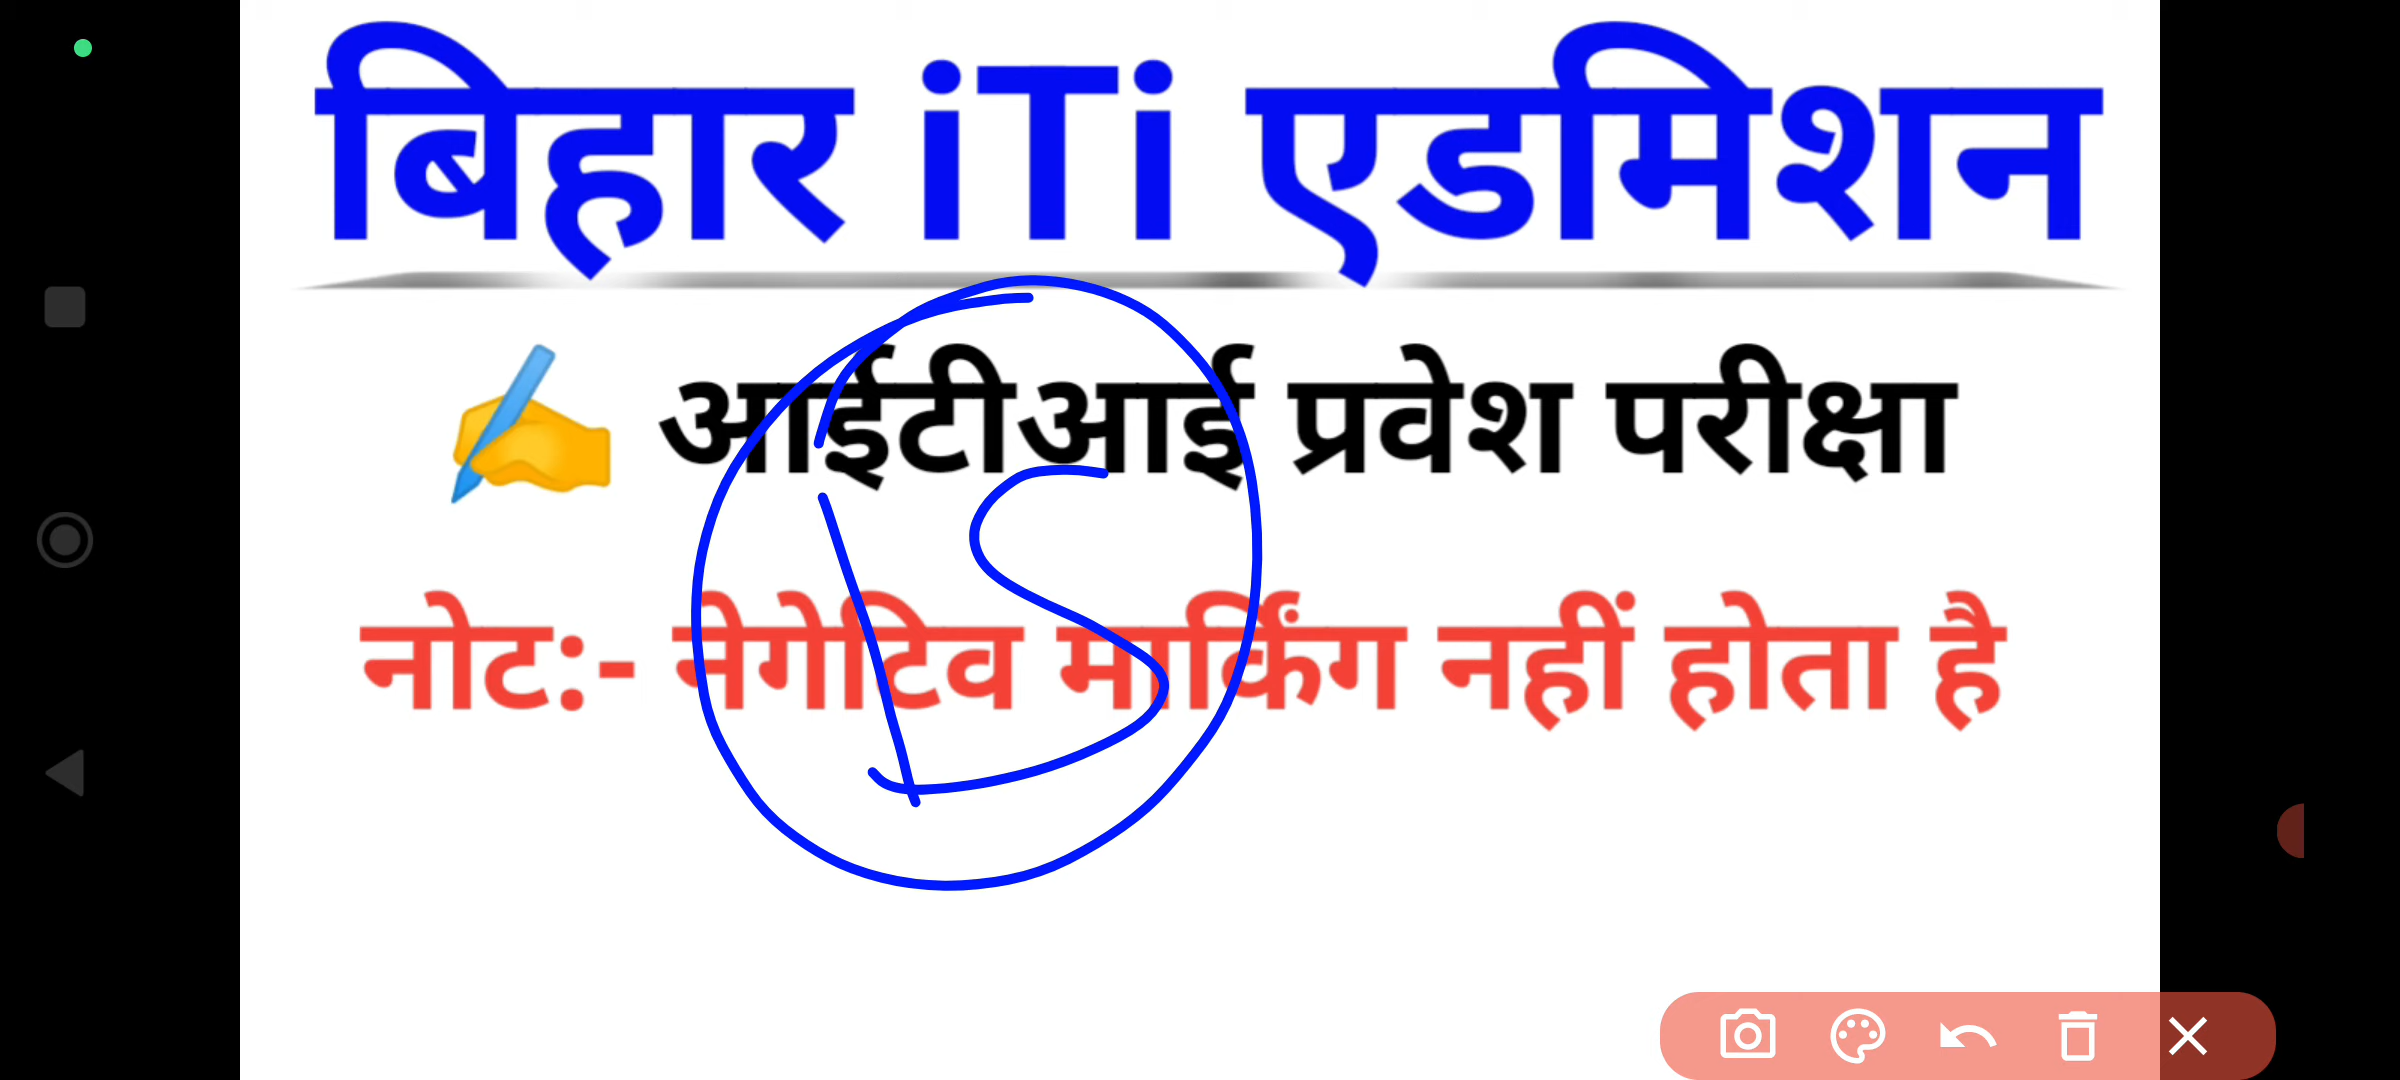 बिहार iTi एडमिशन
✍️ आईटीआई प्रवेश परीक्षा
नोट:- नेगेटिव मार्किंग नहीं होता है